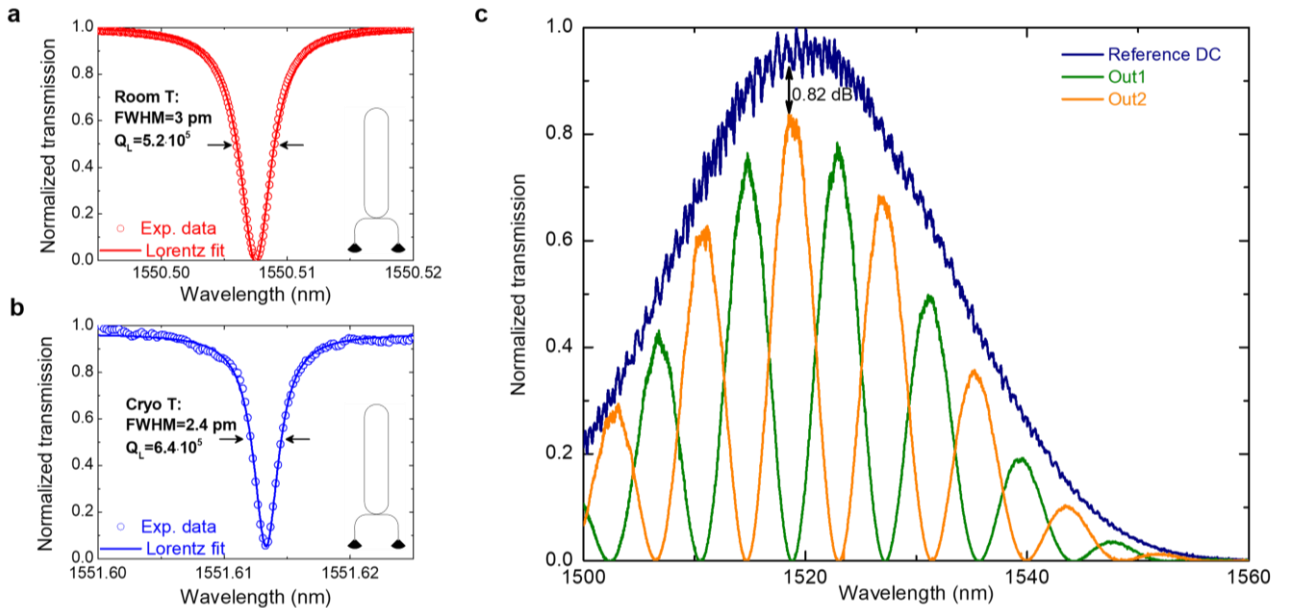 a
Normalized transmission
1.0
0.8
0.6
0.4
0.2
0.0
Room T:
FWHM=3 pm
Q_L=5.2·10⁵
Exp. data
Lorentz fit
1550.50
1550.51
1550.52
Wavelength (nm)
b
Normalized transmission
1.0
0.8
0.6
0.4
0.2
0.0
Cryo T:
FWHM=2.4 pm
Q_L=6.4·10⁵
Exp. data
Lorentz fit
1551.60
1551.61
1551.62
Wavelength (nm)
c
Normalized transmission
1.0
0.8
0.6
0.4
0.2
0.0
Reference DC
Out1
Out2
0.82 dB
1500
1520
1540
1560
Wavelength (nm)